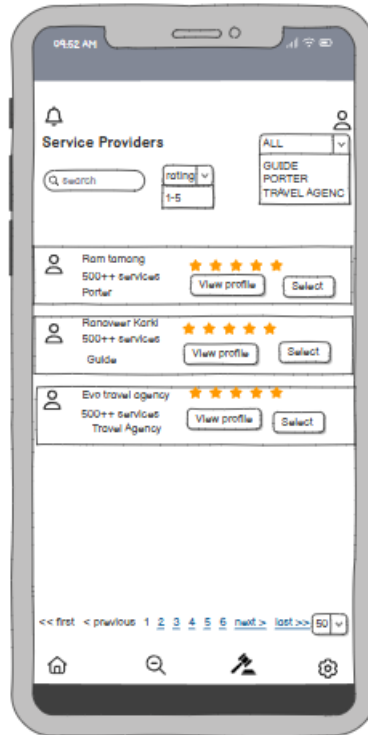 09:52 AM
Service Providers
ALL
GUIDE
PORTER
TRAVEL AGENC
search
rating
1-5
Ram tamang
500++ services
Porter
View profile
Select
Ranaveer Karki
500++ services
Guide
View profile
Select
Evo travel agency
500++ services
Travel Agency
View profile
Select
<< first < previous 1 2 3 4 5 6 next > last >> 50